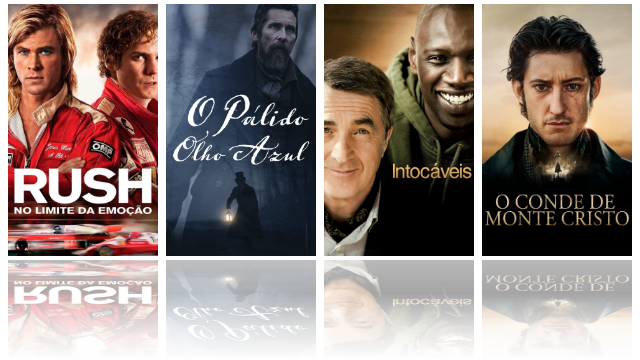 RUSH
NO LIMITE DA EMOÇÃO
O Pálido
Olho Azul
Intocáveis
O CONDE DE
MONTE CRISTO